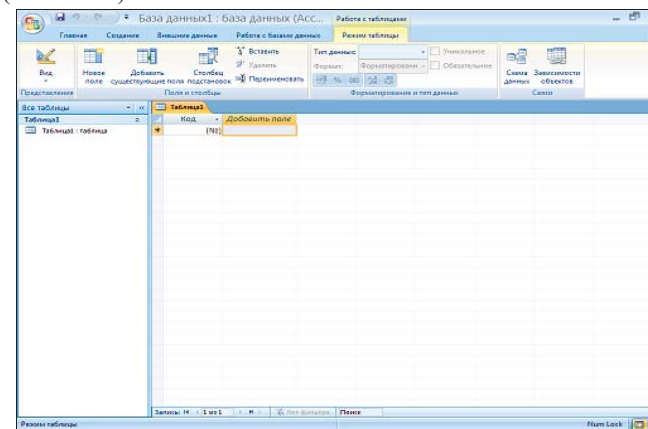 База данных1 : база данных (Acc...
Работа с таблицами
Главная Создание Внешние данные Работа с базами данных Режим таблицы
Вид
Новое поле
Добавить существующие поля
Столбец подстановок
Вставить
Удалить
Переименовать
Тип данных:
Формат: Форматировани
Уникальное
Обязательное
% 000
Схема данных
Зависимости объектов
Представления Поля и столбцы Форматирование и тип данных Связи
Все таблицы
Таблица1
Таблица1 : таблица
Таблица1
Код Добавить поле
(№)
Запись: 1 из 1 Нет фильтра Поиск
Режим таблицы Num Lock